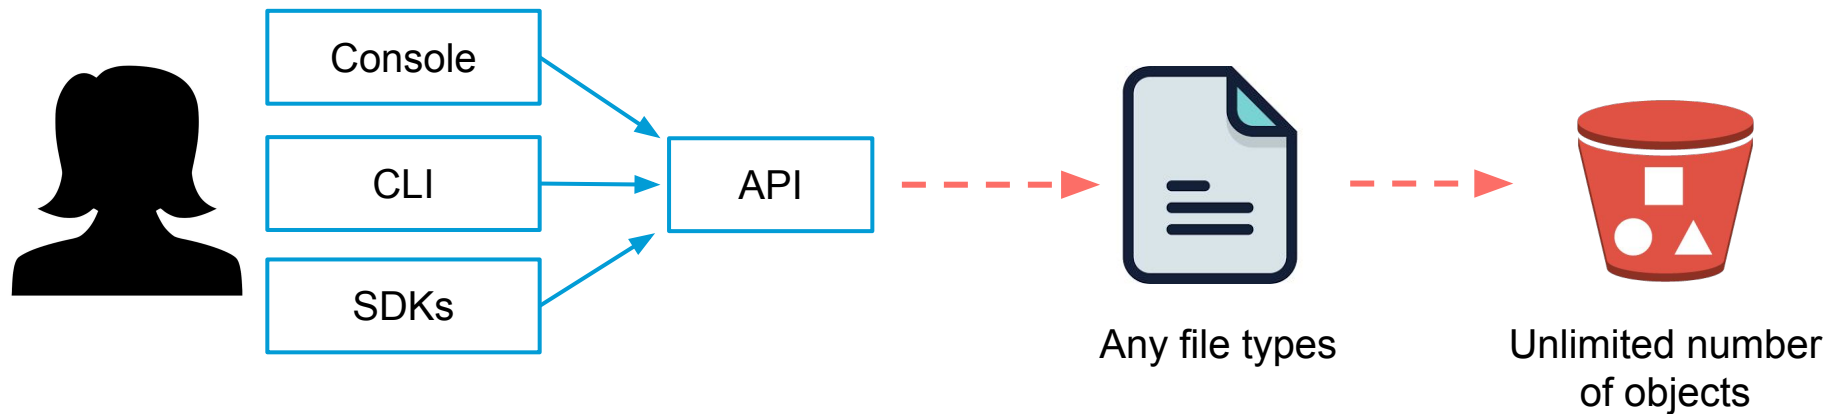 Console
CLI
SDKs
API
Any file types
Unlimited number
of objects